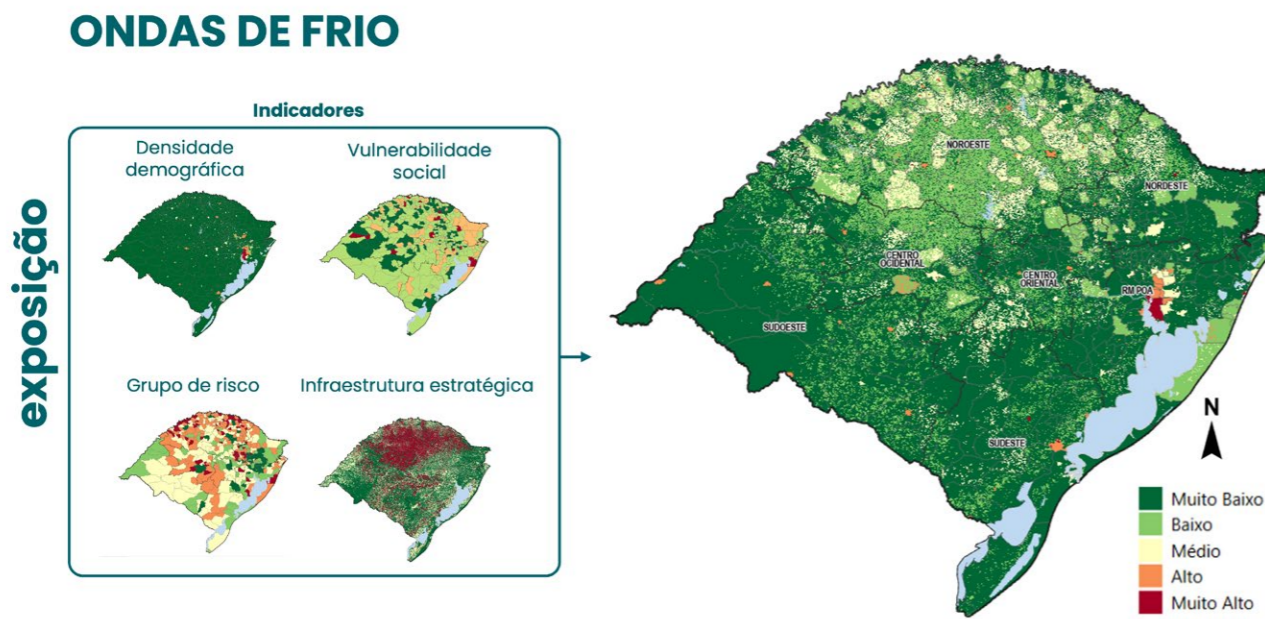 ONDAS DE FRIO
exposição
Indicadores
Densidade
demográfica
Vulnerabilidade
social
Grupo de risco
Infraestrutura estratégica
NOROESTE
NORDESTE
CENTRO
OCIDENTAL
CENTRO
ORIENTAL
RM POA
SUDOESTE
SUDESTE
N
Muito Baixo
Baixo
Médio
Alto
Muito Alto